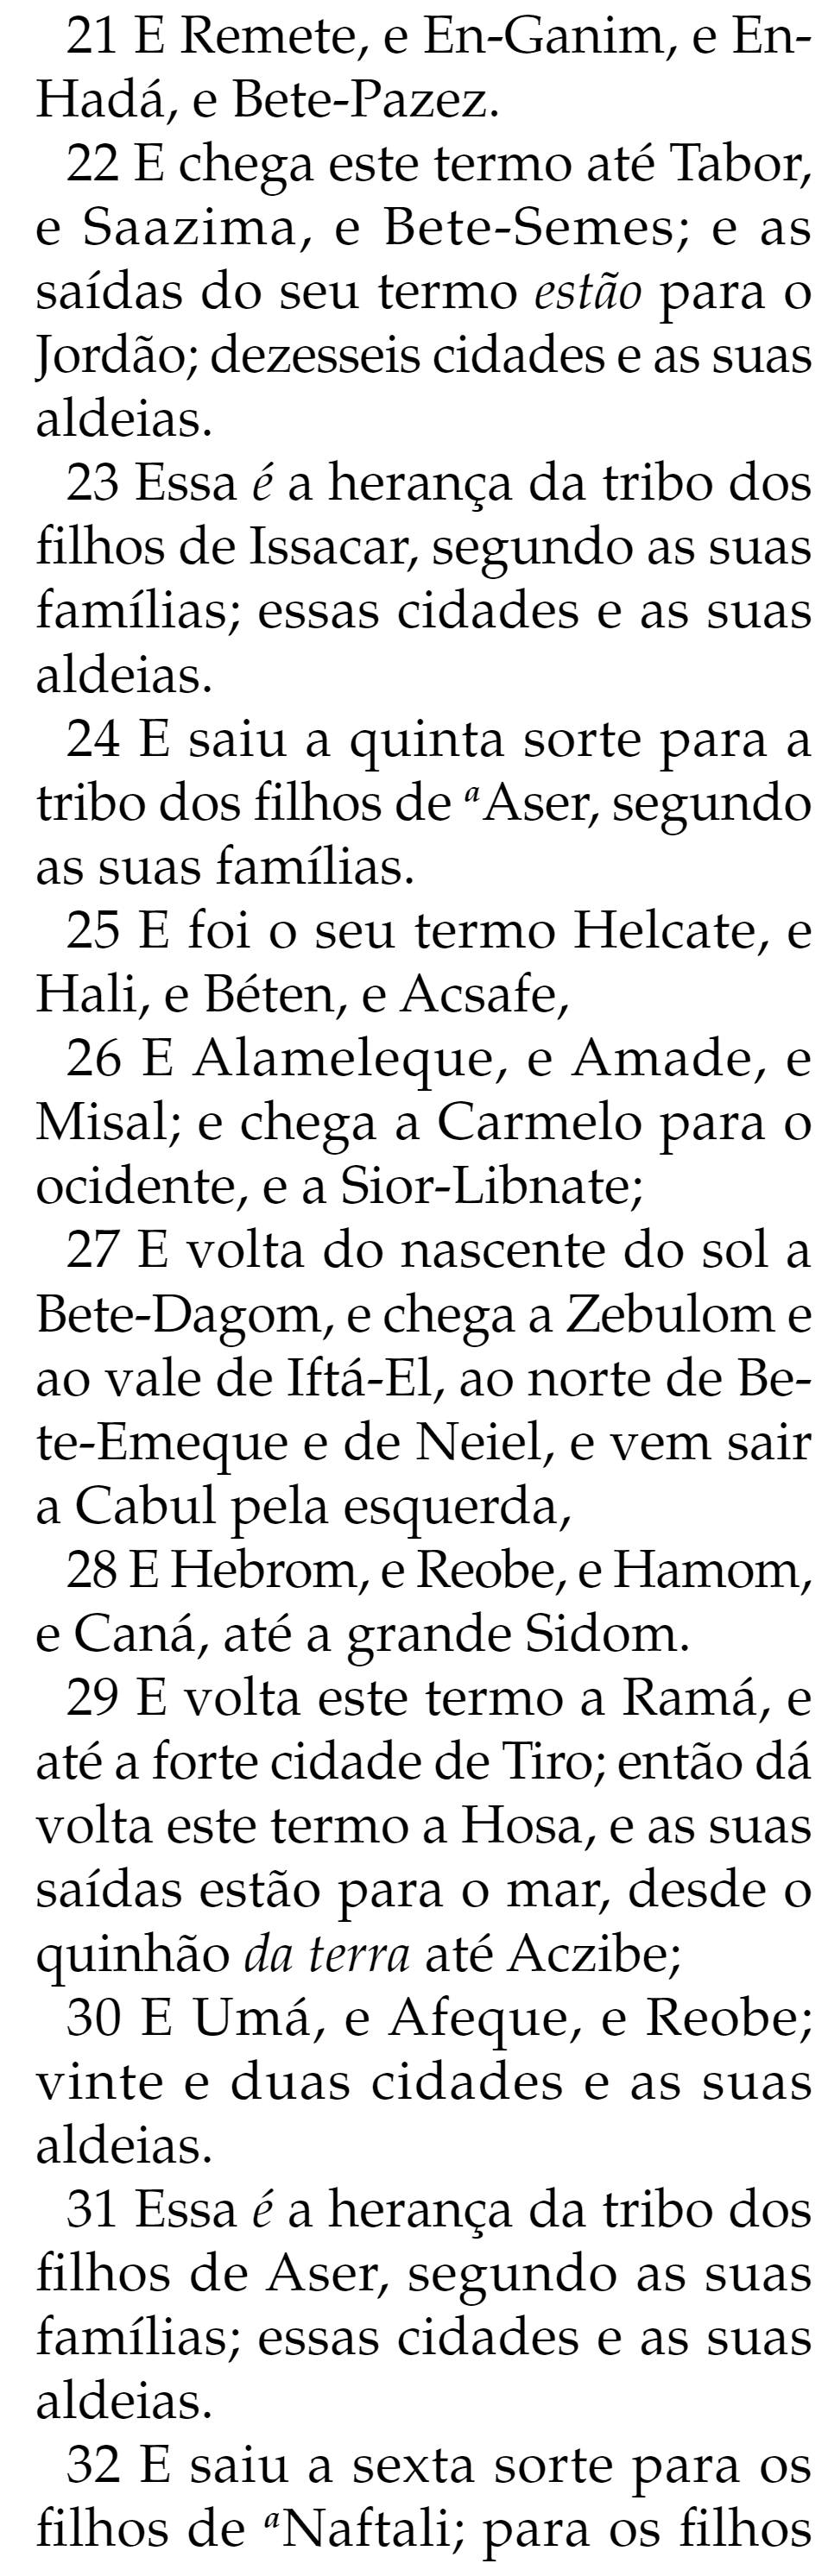 21 E Remete, e En-Ganim, e En-
Hadá, e Bete-Pazez.
22 E chega este termo até Tabor,
e Saazima, e Bete-Semes; e as
saídas do seu termo estão para o
Jordão; dezesseis cidades e as suas
aldeias.
23 Essa é a herança da tribo dos
filhos de Issacar, segundo as suas
famílias; essas cidades e as suas
aldeias.
24 E saiu a quinta sorte para a
tribo dos filhos de ᵃAser, segundo
as suas famílias.
25 E foi o seu termo Helcate, e
Hali, e Béten, e Acsafe,
26 E Alameleque, e Amade, e
Misal; e chega a Carmelo para o
ocidente, e a Sior-Libnate;
27 E volta do nascente do sol a
Bete-Dagom, e chega a Zebulom e
ao vale de Iftá-El, ao norte de Be-
te-Emeque e de Neiel, e vem sair
a Cabul pela esquerda,
28 E Hebrom, e Reobe, e Hamom,
e Caná, até a grande Sidom.
29 E volta este termo a Ramá, e
até a forte cidade de Tiro; então dá
volta este termo a Hosa, e as suas
saídas estão para o mar, desde o
quinhão da terra até Aczibe;
30 E Umá, e Afeque, e Reobe;
vinte e duas cidades e as suas
aldeias.
31 Essa é a herança da tribo dos
filhos de Aser, segundo as suas
famílias; essas cidades e as suas
aldeias.
32 E saiu a sexta sorte para os
filhos de ᵃNaftali; para os filhos